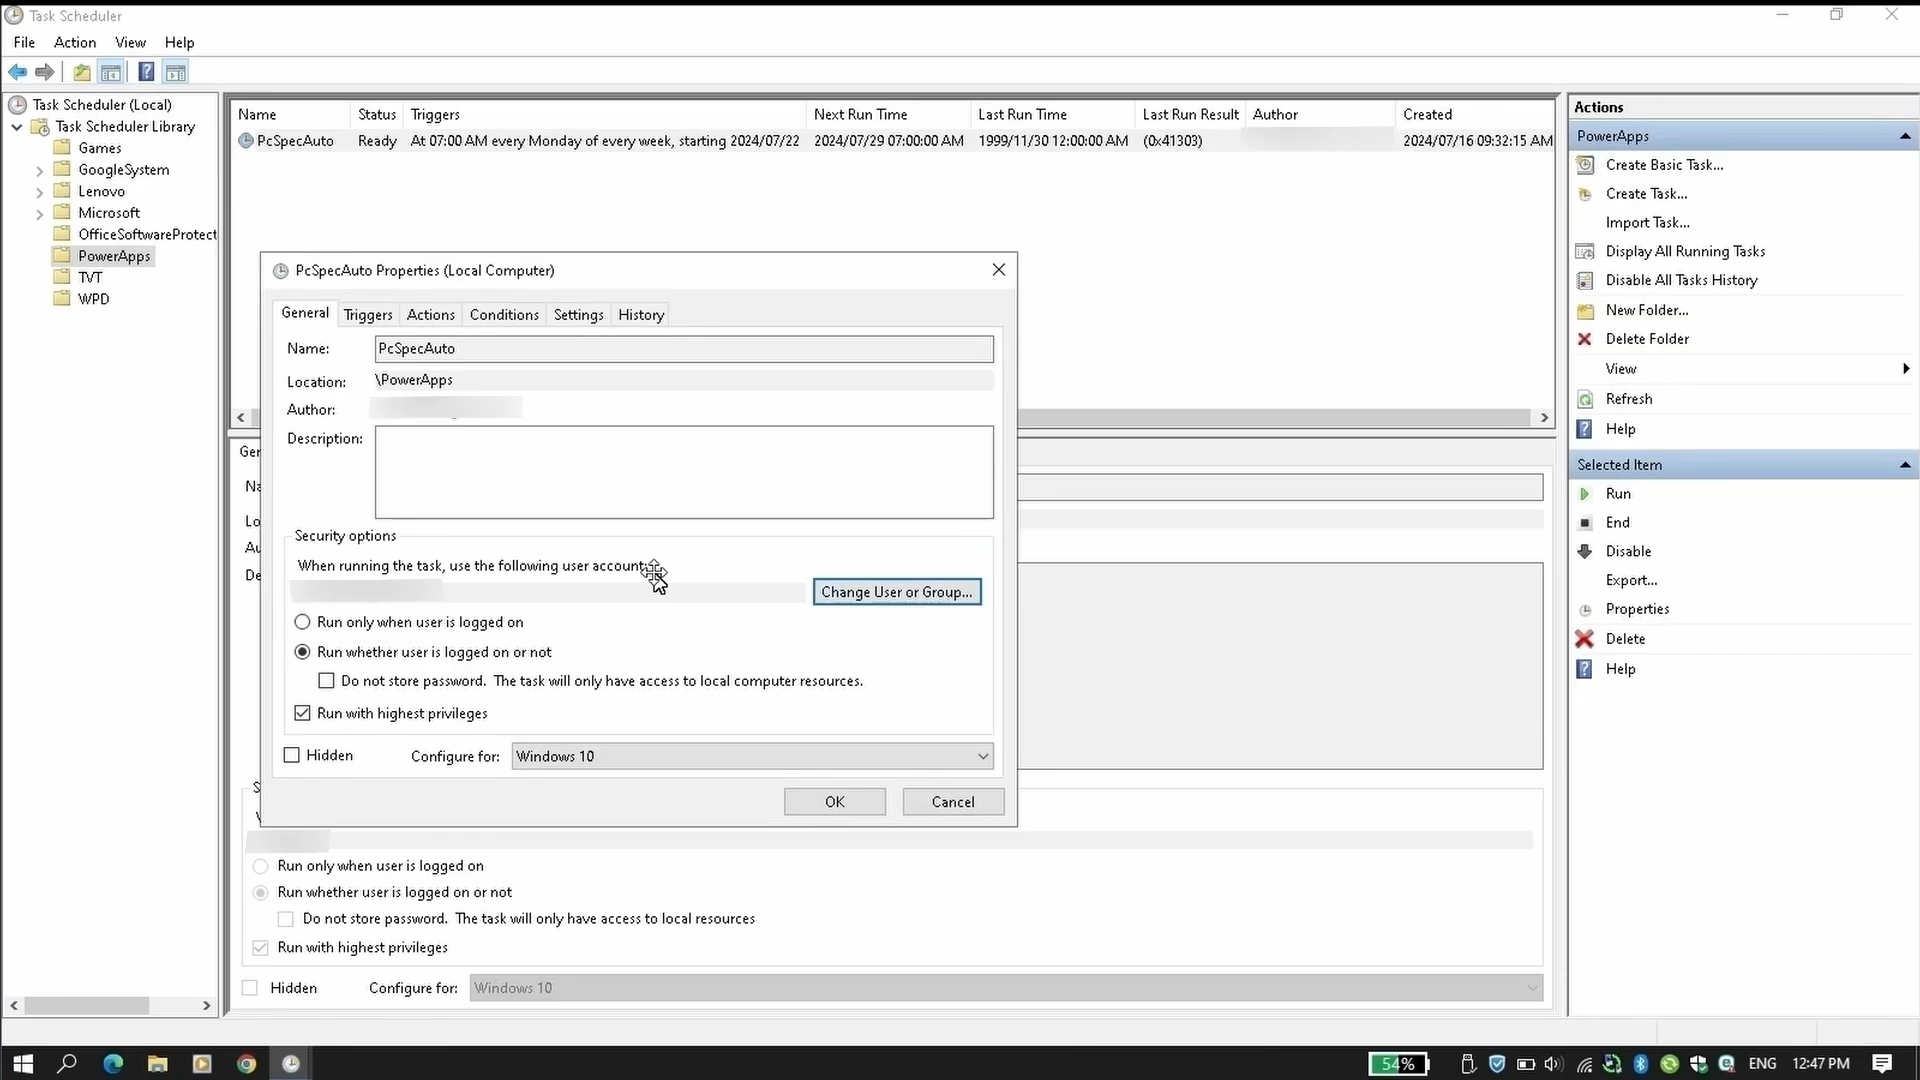 Task Scheduler
File Action View Help
Task Scheduler (Local)
Task Scheduler Library
Games
GoogleSystem
Lenovo
Microsoft
OfficeSoftwareProtect
PowerApps
TVT
WPD
Name Status Triggers Next Run Time Last Run Time Last Run Result Author Created
PcSpecAuto Ready At 07:00 AM every Monday of every week, starting 2024/07/22 2024/07/29 07:00:00 AM 1999/11/30 12:00:00 AM (0x41303) 2024/07/16 09:32:15 AM
PcSpecAuto Properties (Local Computer)
General Triggers Actions Conditions Settings History
Name: PcSpecAuto
Location: \PowerApps
Author:
Description:
Security options
When running the task, use the following user account:
Change User or Group...
Run only when user is logged on
Run whether user is logged on or not
Do not store password. The task will only have access to local computer resources.
Run with highest privileges
Hidden Configure for: Windows 10
OK Cancel
Ger
Na
Lo
Au
De
S
Run only when user is logged on
Run whether user is logged on or not
Do not store password. The task will only have access to local resources
Run with highest privileges
Hidden Configure for: Windows 10
Actions
PowerApps
Create Basic Task...
Create Task...
Import Task...
Display All Running Tasks
Disable All Tasks History
New Folder...
Delete Folder
View
Refresh
Help
Selected Item
Run
End
Disable
Export...
Properties
Delete
Help
54% ENG 12:47 PM